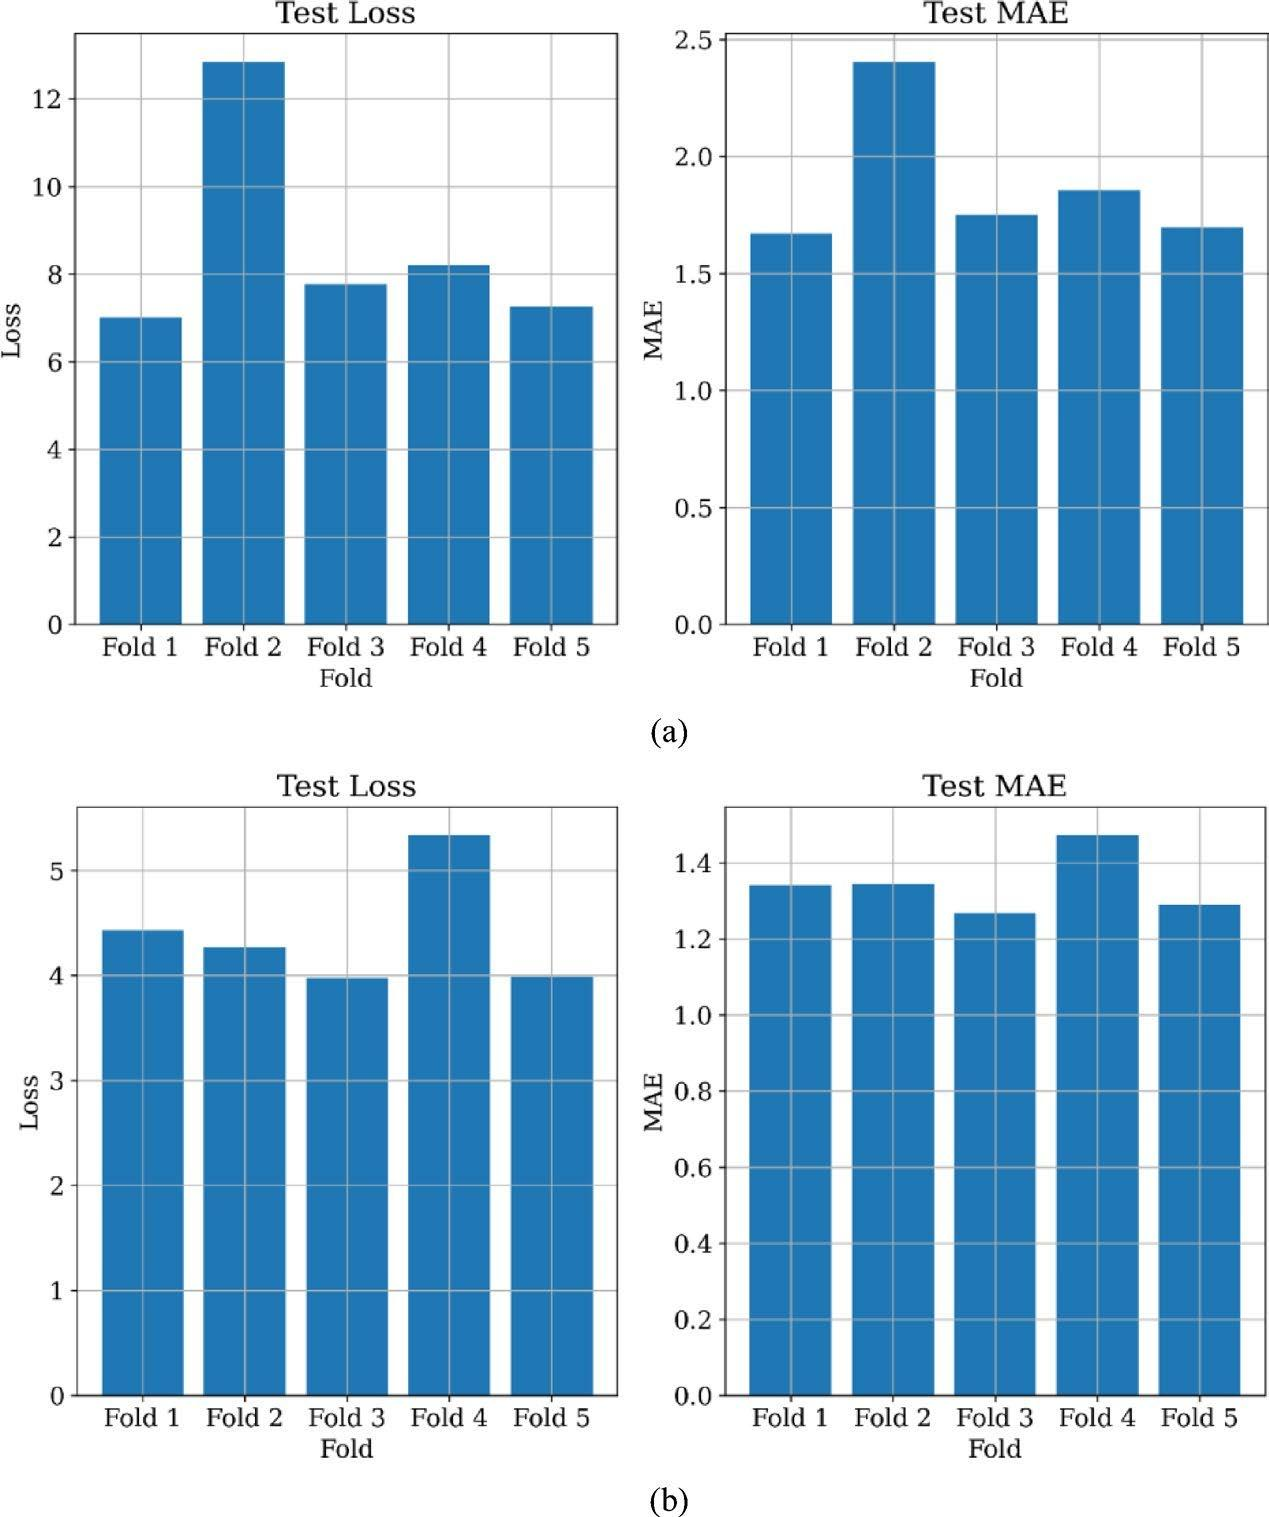 Test Loss
12
10
8
6
4
2
0
Loss
Fold 1 Fold 2 Fold 3 Fold 4 Fold 5
Fold
Test MAE
2.5
2.0
1.5
1.0
0.5
0.0
MAE
Fold 1 Fold 2 Fold 3 Fold 4 Fold 5
Fold
(a)
Test Loss
5
4
3
2
1
0
Loss
Fold 1 Fold 2 Fold 3 Fold 4 Fold 5
Fold
Test MAE
1.4
1.2
1.0
0.8
0.6
0.4
0.2
0.0
MAE
Fold 1 Fold 2 Fold 3 Fold 4 Fold 5
Fold
(b)